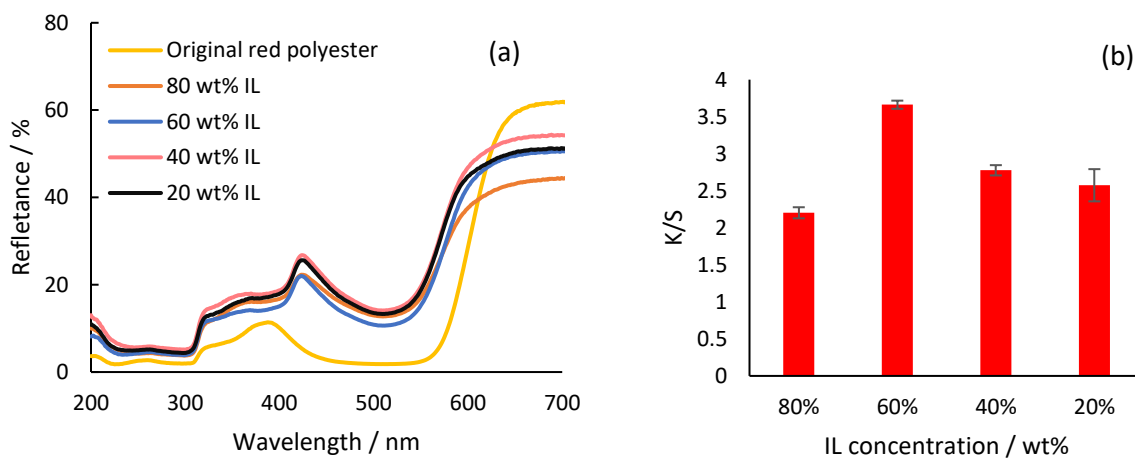 (a)
Refletance / %
80
60
40
20
0
Original red polyester
80 wt% IL
60 wt% IL
40 wt% IL
20 wt% IL
200
300
400
500
600
700
Wavelength / nm
(b)
K/S
4
3.5
3
2.5
2
1.5
1
0.5
0
80%
60%
40%
20%
IL concentration / wt%